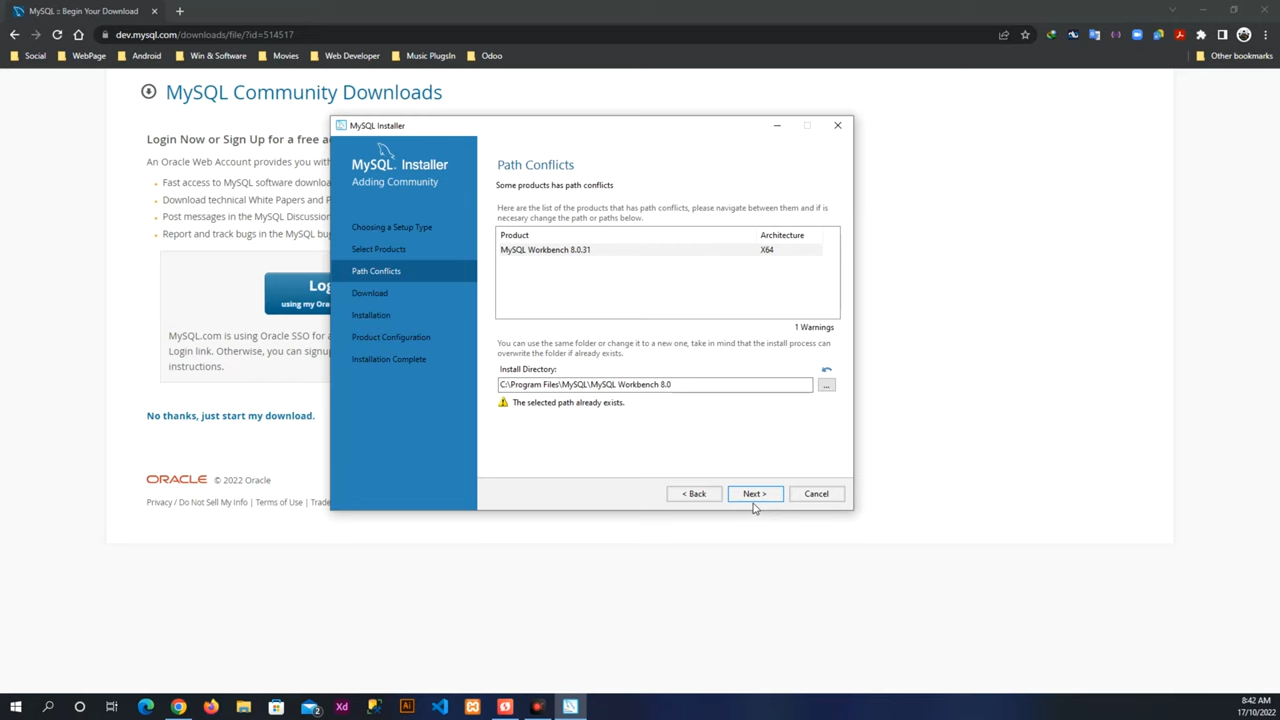 MySQL :: Begin Your Download
dev.mysql.com/downloads/file/?id=514517
Social
WebPage
Android
Win & Software
Movies
Web Developer
Music PlugsIn
Odoo
Other bookmarks
MySQL Community Downloads
Login Now or Sign Up for a free a
An Oracle Web Account provides you with
Fast access to MySQL software downloa
Download technical White Papers and P
Post messages in the MySQL Discussion
Report and track bugs in the MySQL bu
Log
using my Ora
MySQL.com is using Oracle SSO for a
Login link. Otherwise, you can signup
instructions.
No thanks, just start my download.
ORACLE © 2022 Oracle
Privacy / Do Not Sell My Info | Terms of Use | Trade
MySQL Installer
MySQL. Installer
Adding Community
Choosing a Setup Type
Select Products
Path Conflicts
Download
Installation
Product Configuration
Installation Complete
Path Conflicts
Some products has path conflicts
Here are the list of the products that has path conflicts, please navigate between them and if is
necesary change the path or paths below.
Product Architecture
MySQL Workbench 8.0.31 X64
1 Warnings
You can use the same folder or change it to a new one, take in mind that the install process can
overwrite the folder if already exists.
Install Directory:
C:\Program Files\MySQL\MySQL Workbench 8.0
...
The selected path already exists.
< Back
Next >
Cancel
2
Xd
Ai
8:42 AM
17/10/2022